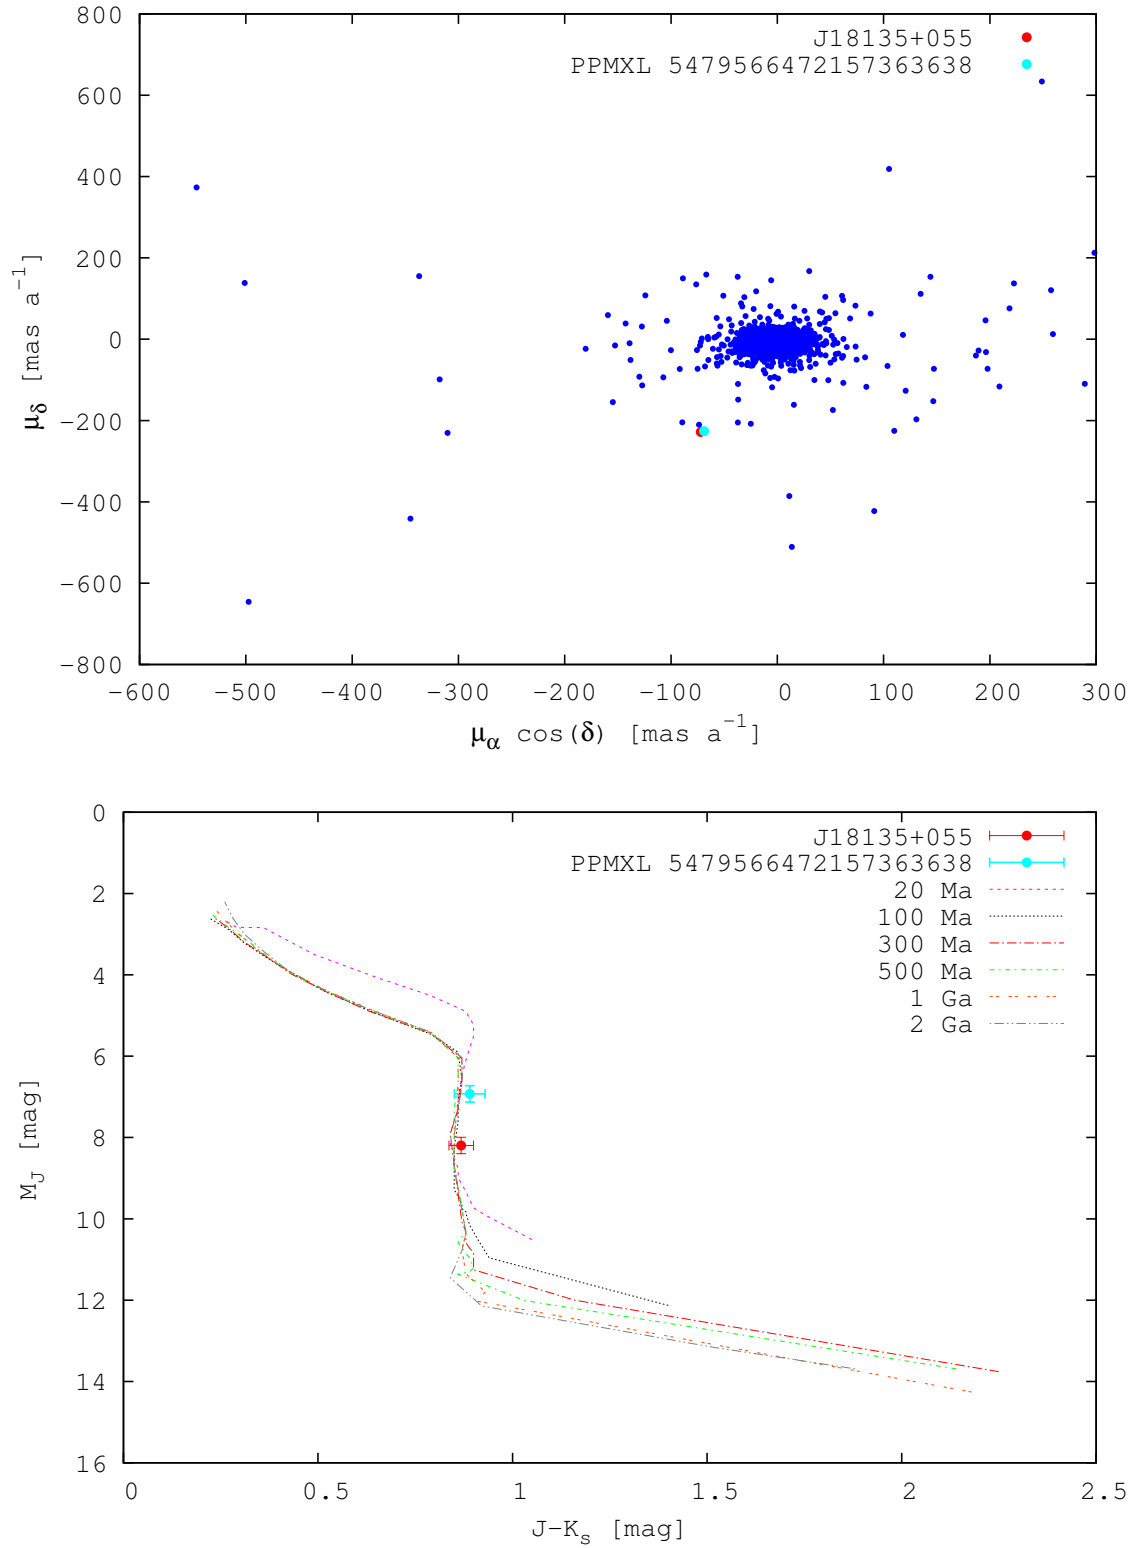 800
600
400
200
0
−200
−400
−600
−800
μδ [mas a−1]
J18135+055
PPMXL 5479566472157363638
−600 −500 −400 −300 −200 −100 0 100 200 300
μα cos(δ) [mas a−1]
0
2
4
6
8
10
12
14
16
MJ [mag]
J18135+055
PPMXL 5479566472157363638
20 Ma
100 Ma
300 Ma
500 Ma
1 Ga
2 Ga
0 0.5 1 1.5 2 2.5
J−Ks [mag]